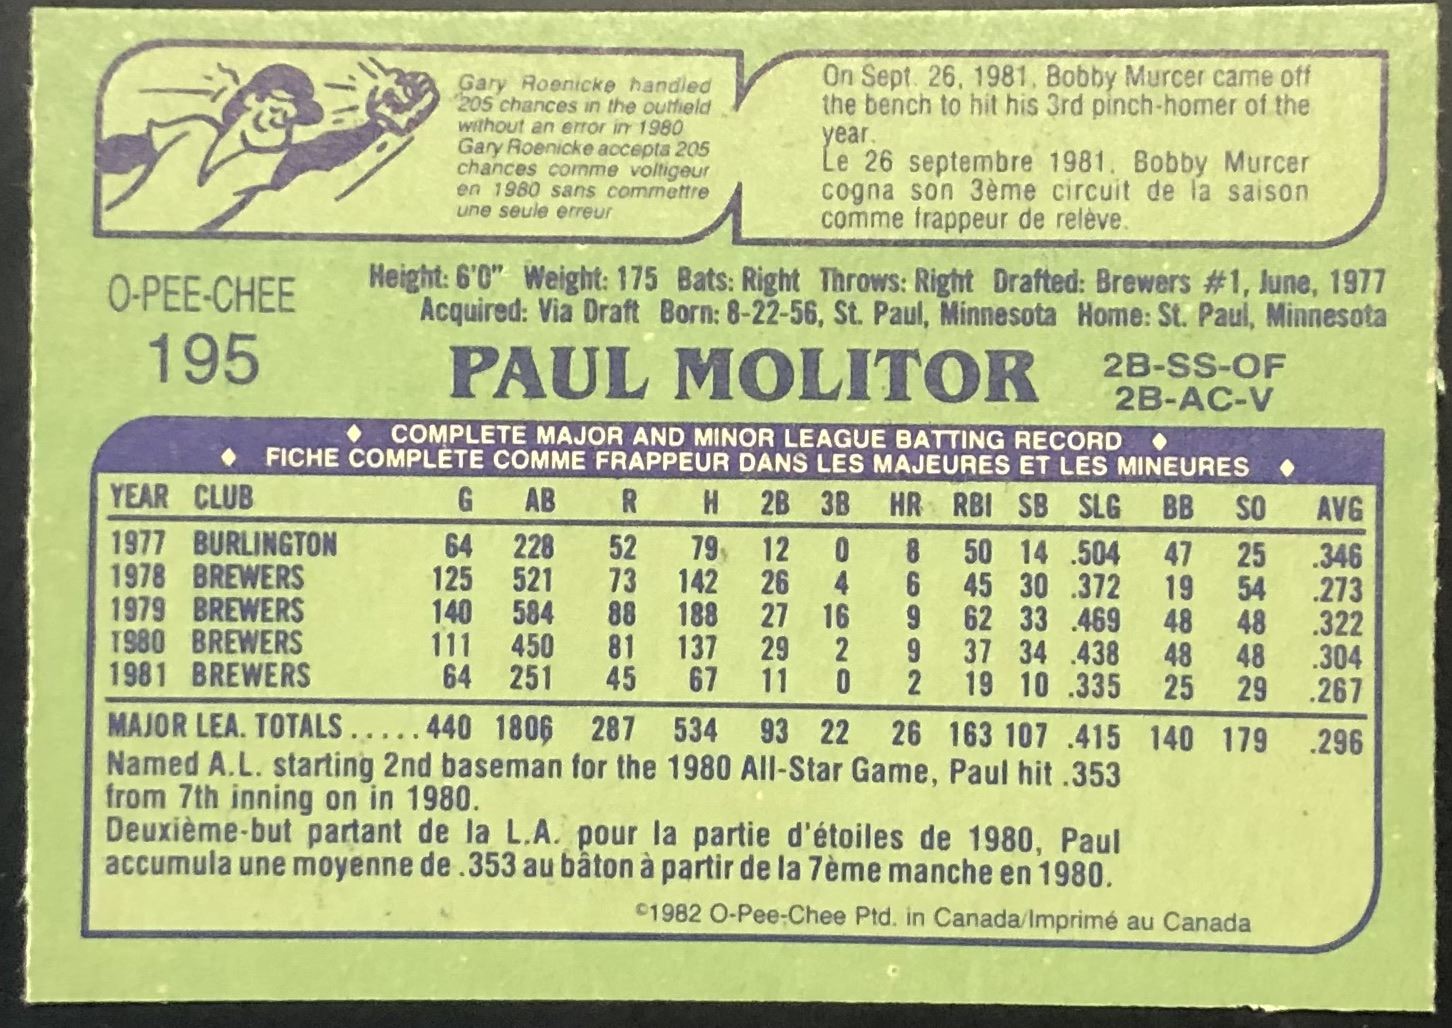 Gary Roenicke handled
205 chances in the outfield
without an error in 1980
Gary Roenicke accepta 205
chances comme voltigeur
en 1980 sans commettre
une seule erreur
On Sept. 26, 1981, Bobby Murcer came off
the bench to hit his 3rd pinch-homer of the
year.
Le 26 septembre 1981, Bobby Murcer
cogna son 3ème circuit de la saison
comme frappeur de relève.
O-PEE-CHEE
195
Height: 6'0" Weight: 175 Bats: Right Throws: Right Drafted: Brewers #1, June, 1977
Acquired: Via Draft Born: 8-22-56, St. Paul, Minnesota Home: St. Paul, Minnesota
PAUL MOLITOR
2B-SS-OF
2B-AC-V
♦ COMPLETE MAJOR AND MINOR LEAGUE BATTING RECORD ♦
♦ FICHE COMPLÈTE COMME FRAPPEUR DANS LES MAJEURES ET LES MINEURES ♦
YEAR CLUB G AB R H 2B 3B HR RBI SB SLG BB SO AVG
1977 BURLINGTON 64 228 52 79 12 0 8 50 14 .504 47 25 .346
1978 BREWERS 125 521 73 142 26 4 6 45 30 .372 19 54 .273
1979 BREWERS 140 584 88 188 27 16 9 62 33 .469 48 48 .322
1980 BREWERS 111 450 81 137 29 2 9 37 34 .438 48 48 .304
1981 BREWERS 64 251 45 67 11 0 2 19 10 .335 25 29 .267
MAJOR LEA. TOTALS.....440 1806 287 534 93 22 26 163 107 .415 140 179 .296
Named A.L. starting 2nd baseman for the 1980 All-Star Game, Paul hit .353
from 7th inning on in 1980.
Deuxième-but partant de la L.A. pour la partie d'étoiles de 1980, Paul
accumula une moyenne de .353 au bâton à partir de la 7ème manche en 1980.
©1982 O-Pee-Chee Ptd. in Canada/Imprimé au Canada